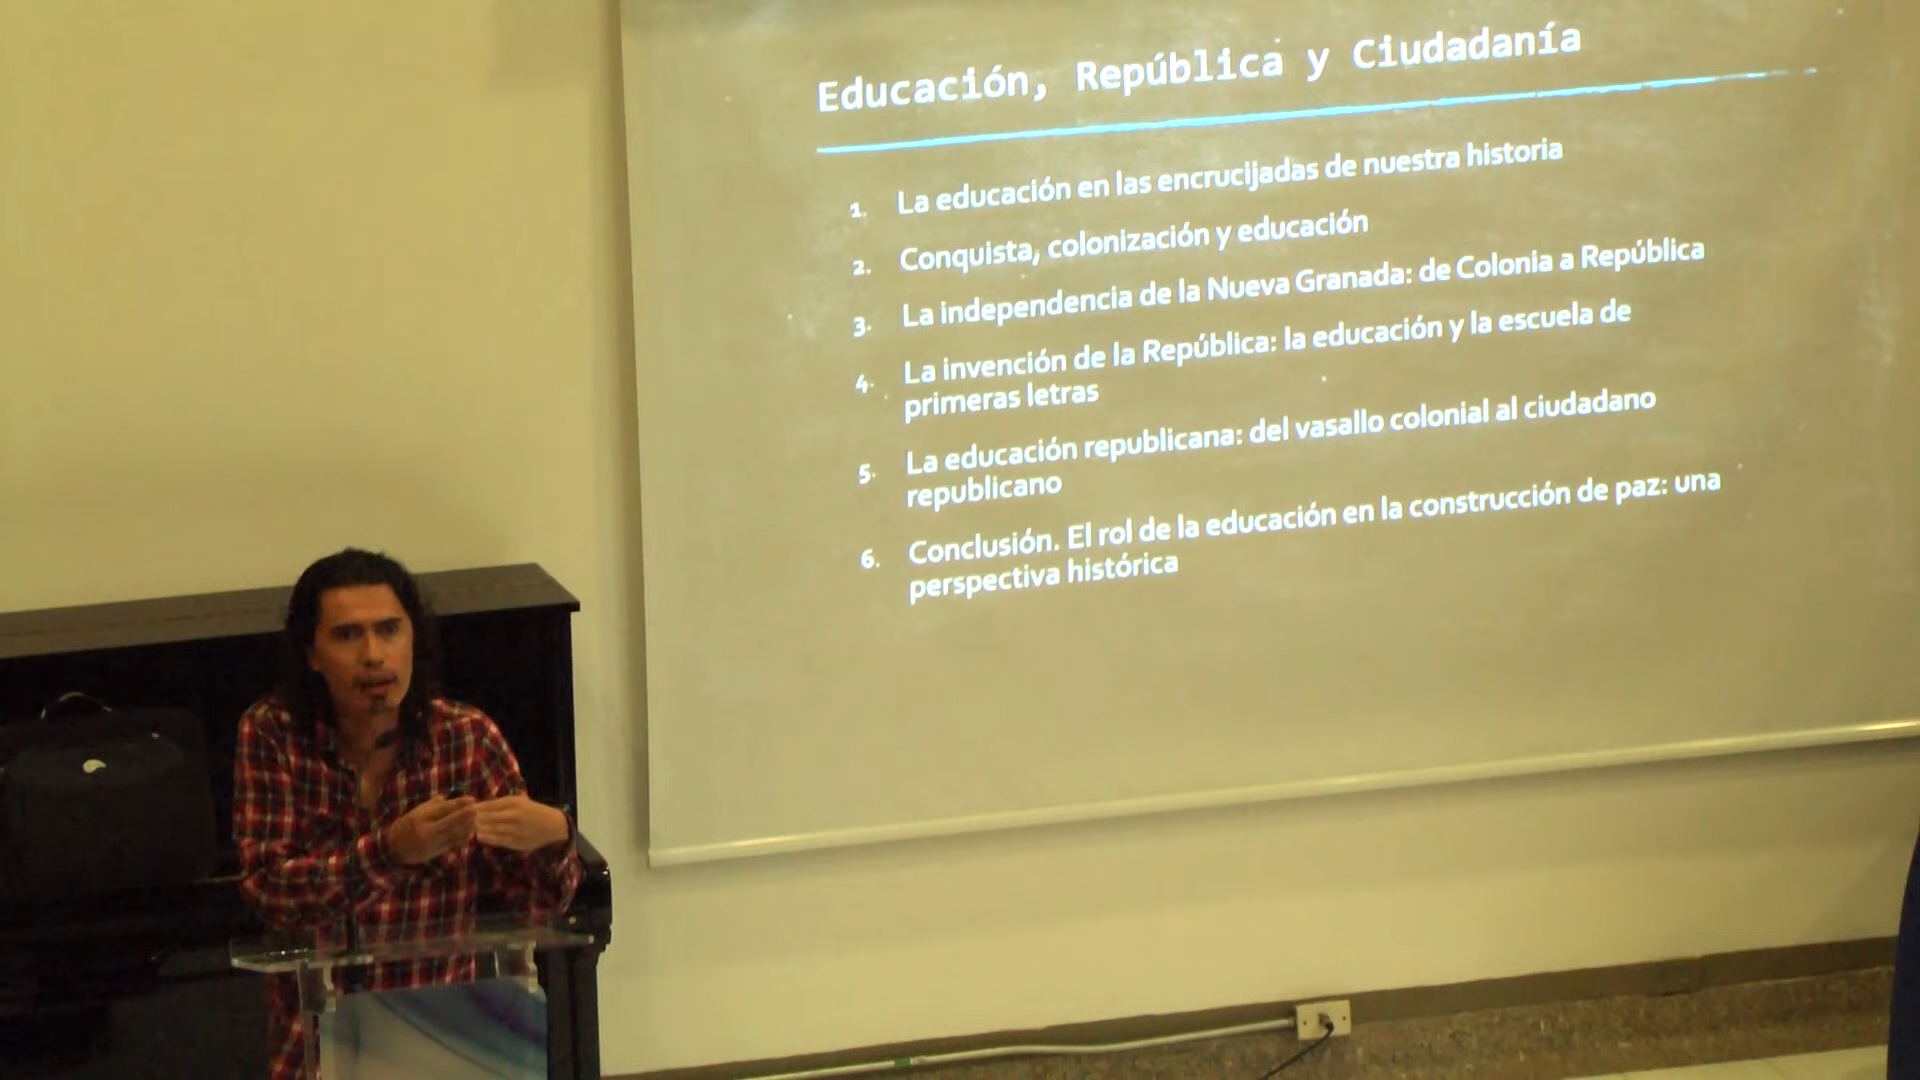 Educación, República y Ciudadanía
1. La educación en las encrucijadas de nuestra historia
2. Conquista, colonización y educación
3. La independencia de la Nueva Granada: de Colonia a República
4. La invención de la República: la educación y la escuela de
primeras letras
5. La educación republicana: del vasallo colonial al ciudadano
republicano
6. Conclusión. El rol de la educación en la construcción de paz: una
perspectiva histórica